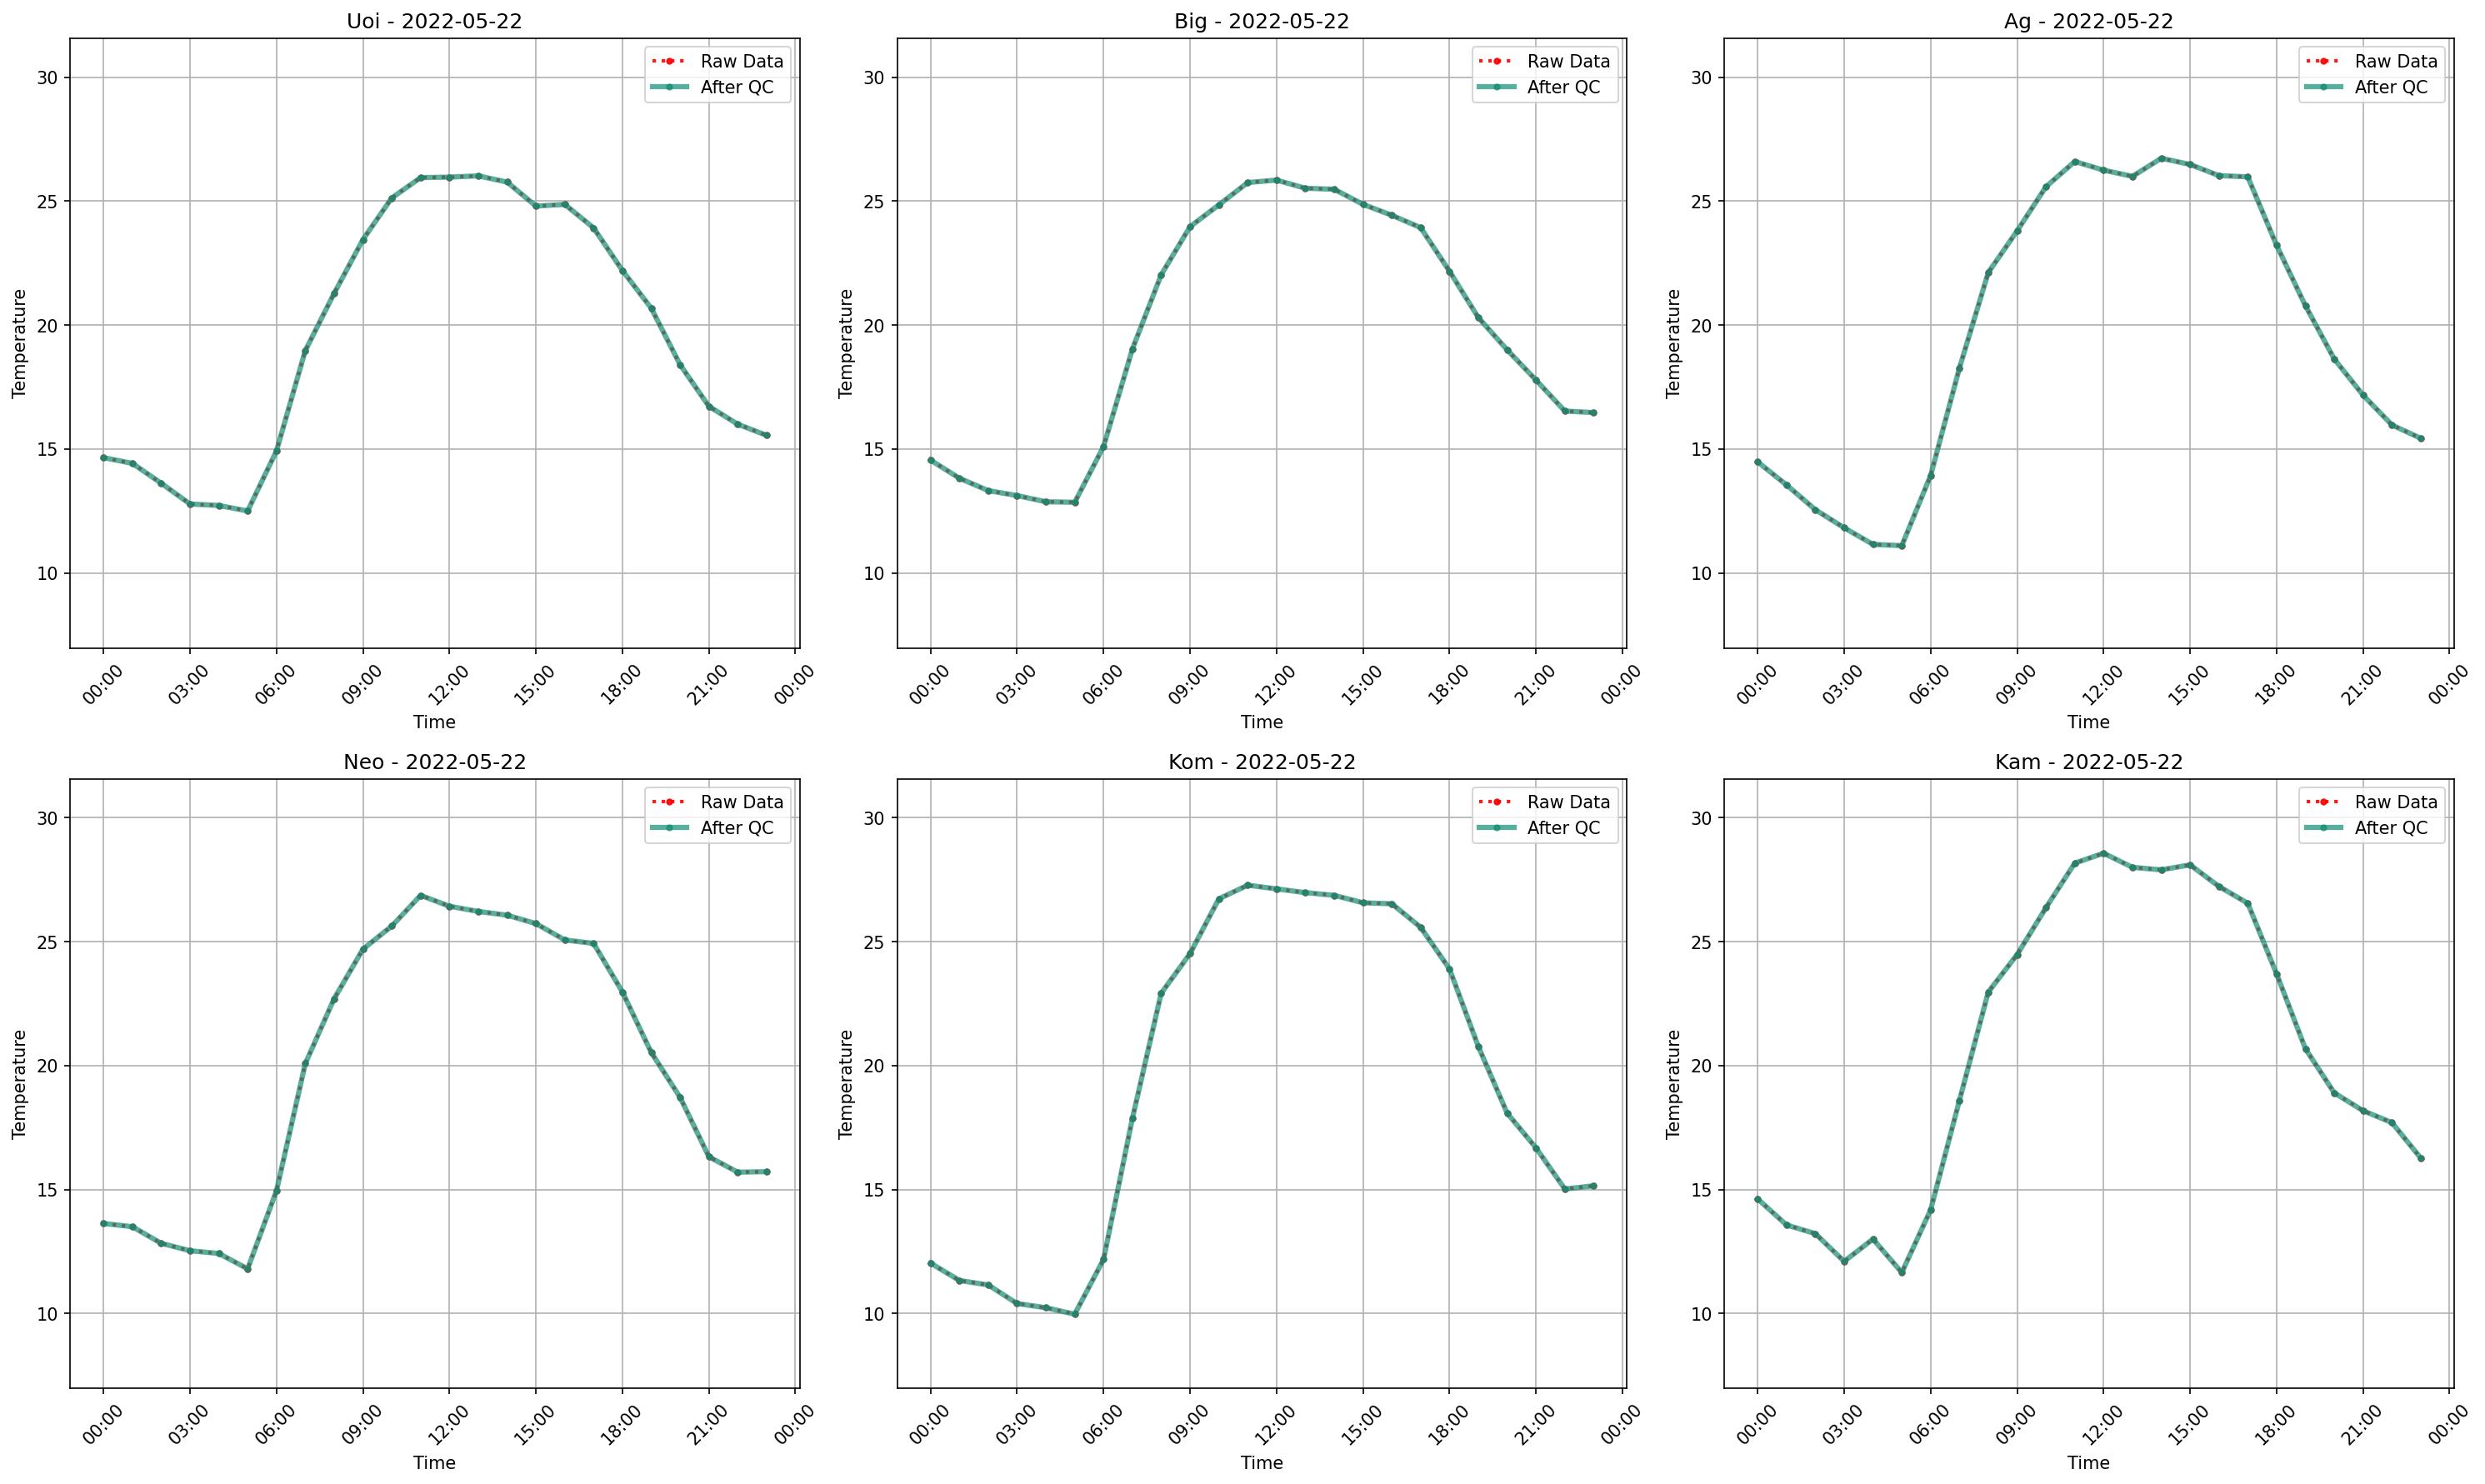 Uoi - 2022-05-22
Raw Data
After QC
30
25
20
15
10
Temperature
00:00
03:00
06:00
09:00
12:00
15:00
18:00
21:00
00:00
Time
Big - 2022-05-22
Raw Data
After QC
30
25
20
15
10
Temperature
00:00
03:00
06:00
09:00
12:00
15:00
18:00
21:00
00:00
Time
Ag - 2022-05-22
Raw Data
After QC
30
25
20
15
10
Temperature
00:00
03:00
06:00
09:00
12:00
15:00
18:00
21:00
00:00
Time
Neo - 2022-05-22
Raw Data
After QC
30
25
20
15
10
Temperature
00:00
03:00
06:00
09:00
12:00
15:00
18:00
21:00
00:00
Time
Kom - 2022-05-22
Raw Data
After QC
30
25
20
15
10
Temperature
00:00
03:00
06:00
09:00
12:00
15:00
18:00
21:00
00:00
Time
Kam - 2022-05-22
Raw Data
After QC
30
25
20
15
10
Temperature
00:00
03:00
06:00
09:00
12:00
15:00
18:00
21:00
00:00
Time